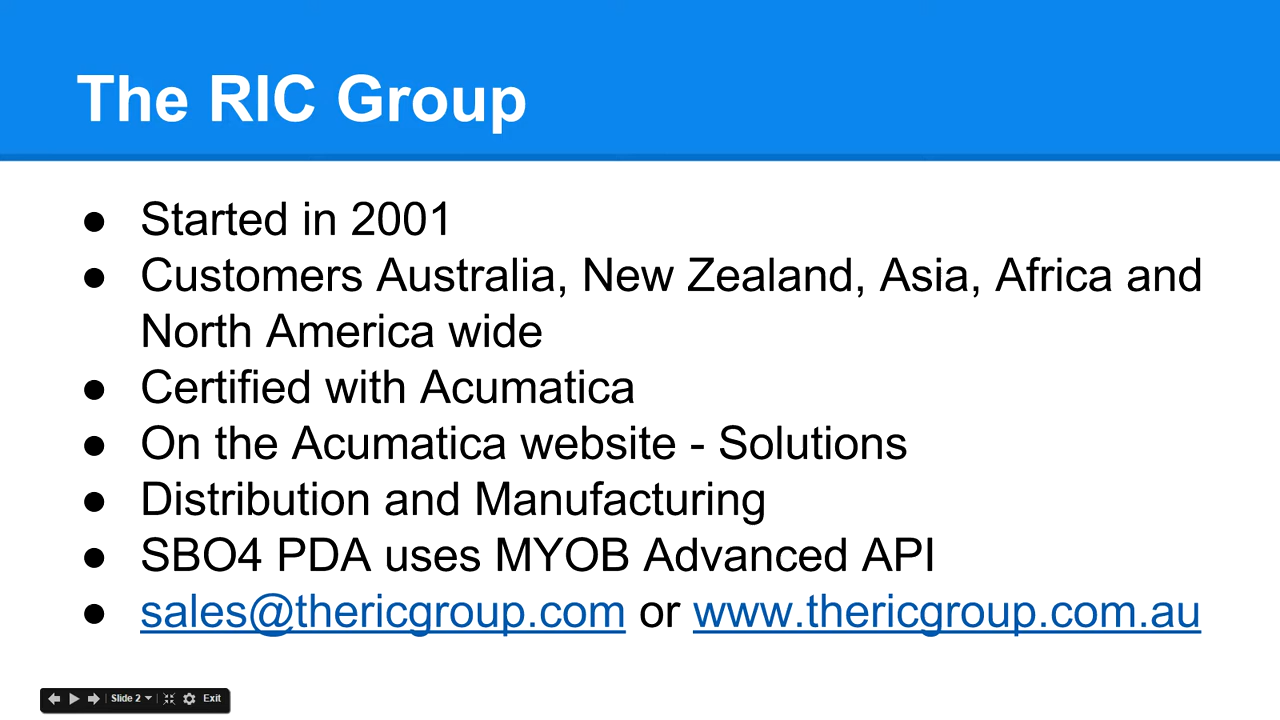 The RIC Group
● Started in 2001
● Customers Australia, New Zealand, Asia, Africa and
North America wide
● Certified with Acumatica
● On the Acumatica website - Solutions
● Distribution and Manufacturing
● SBO4 PDA uses MYOB Advanced API
● sales@thericgroup.com or www.thericgroup.com.au
Slide 2 Exit